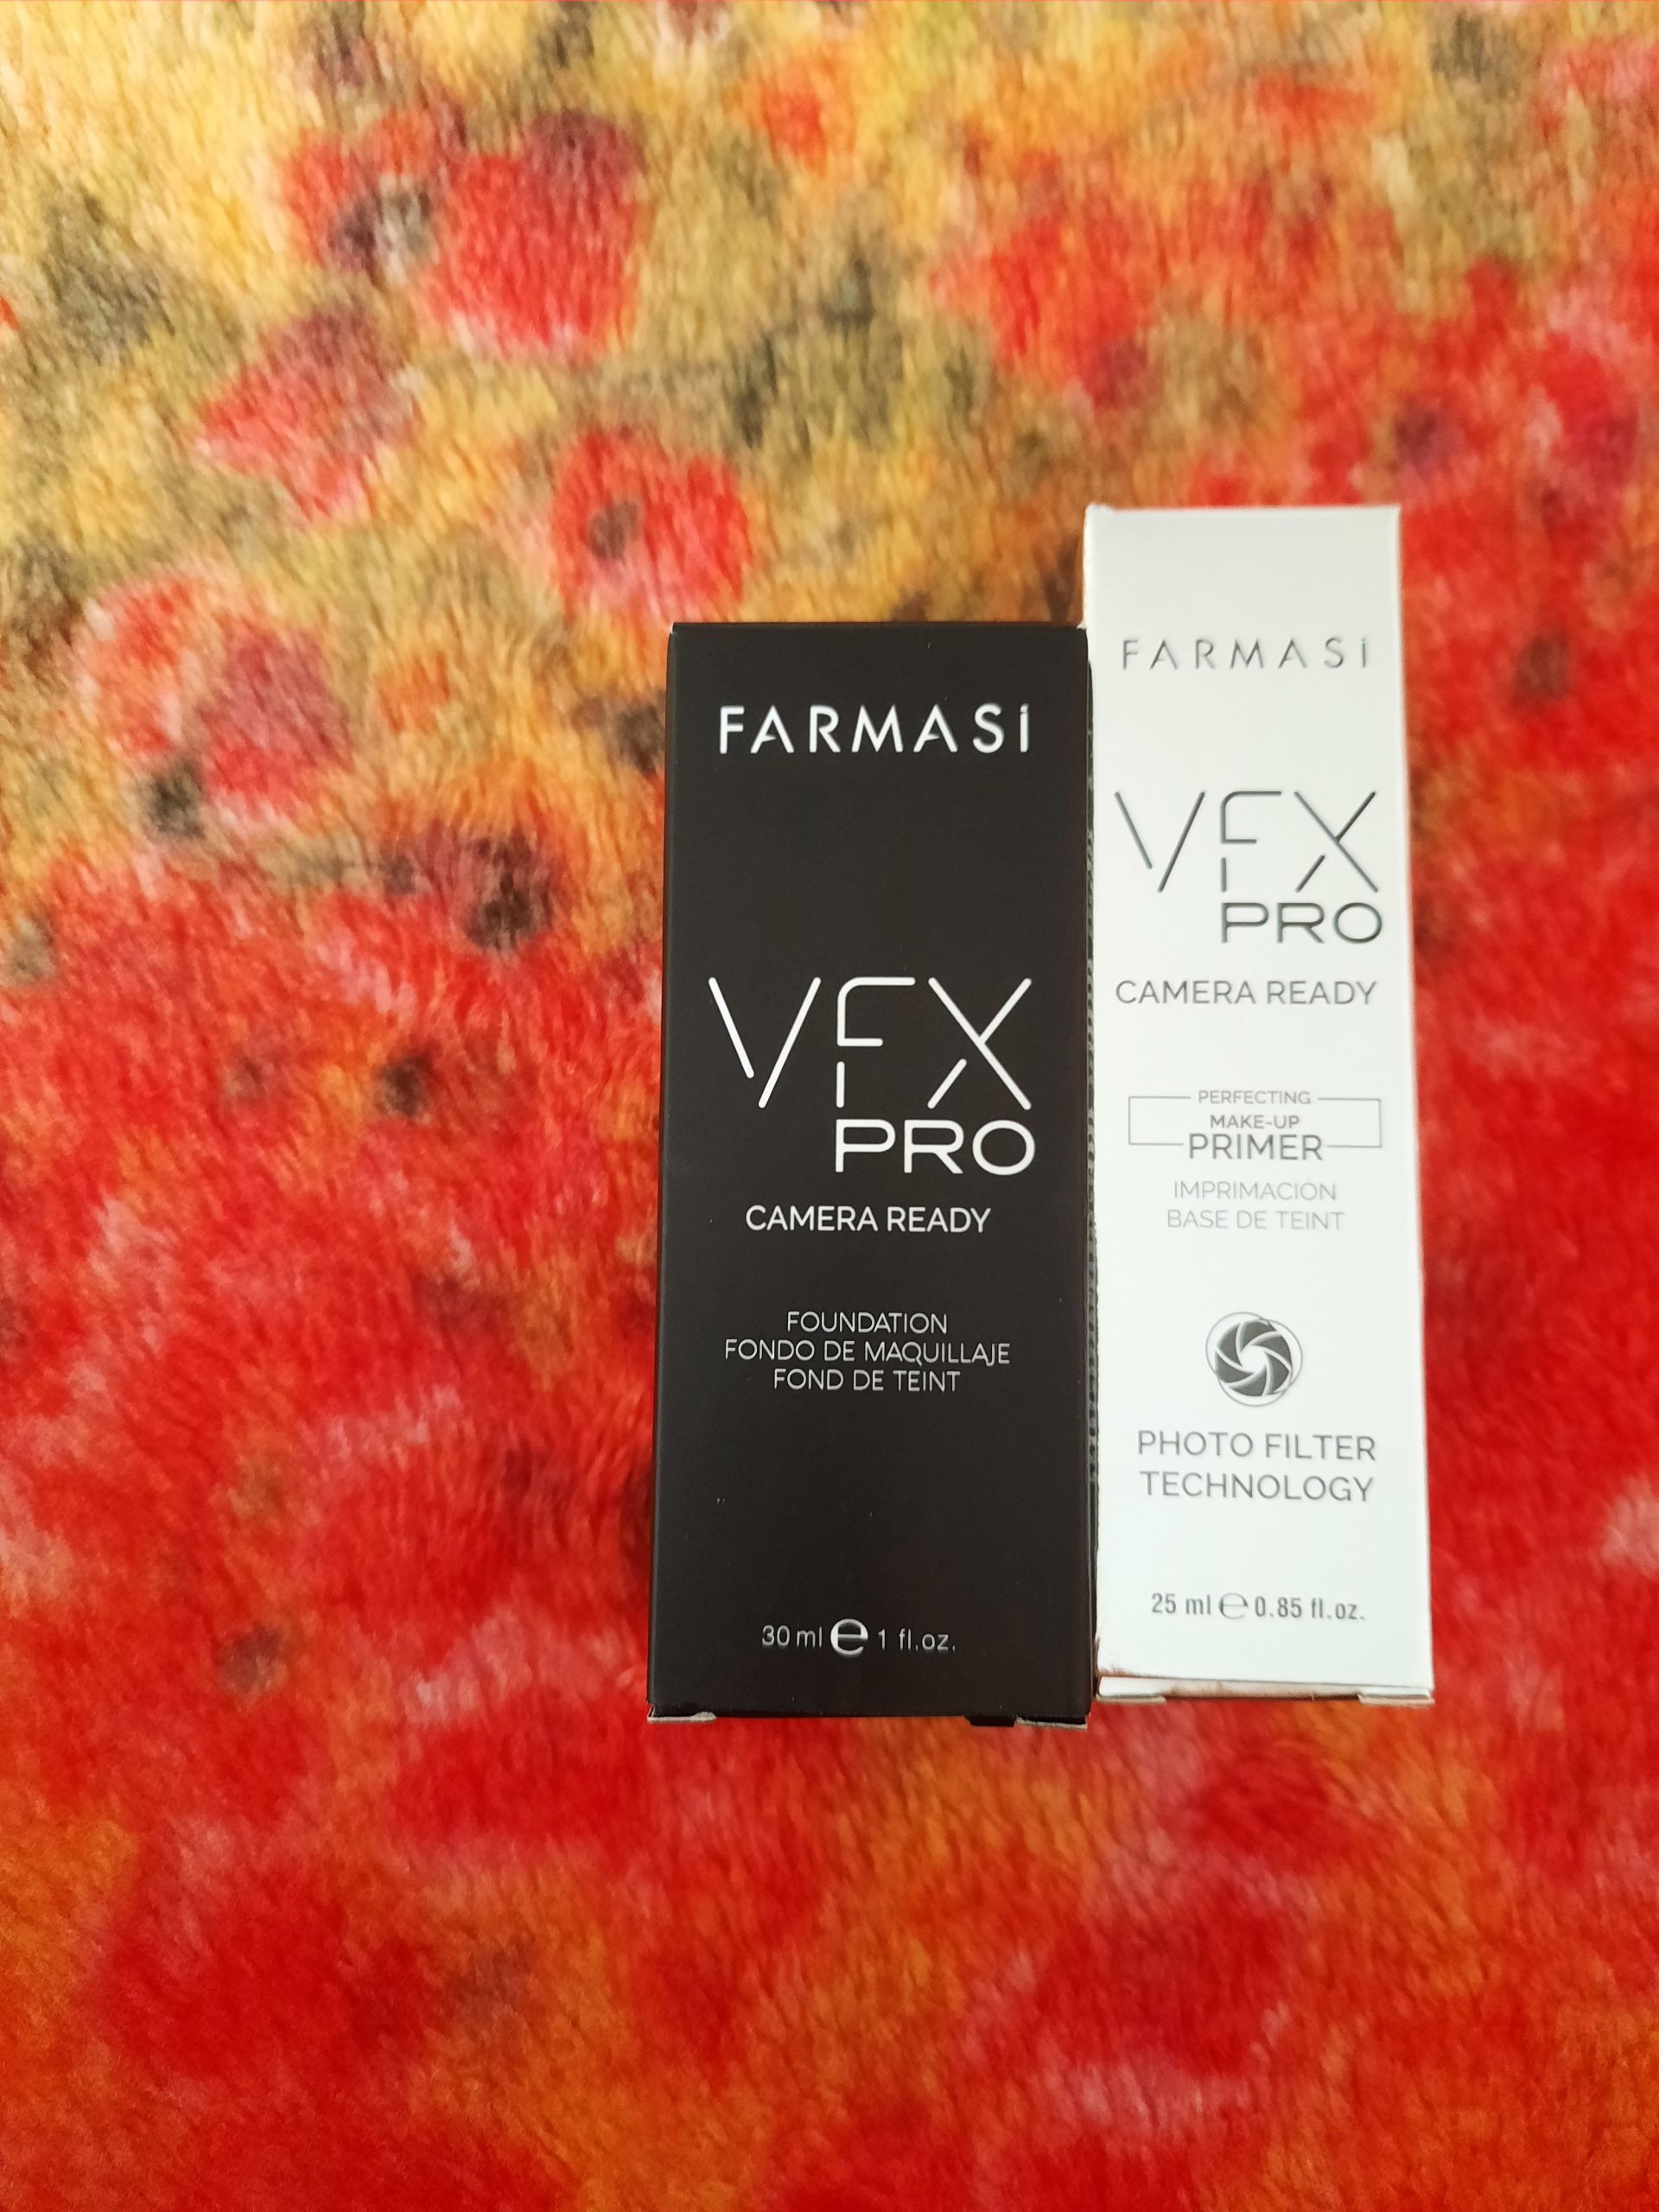 FARMASİ
VFX
PRO
CAMERA READY
FOUNDATION
FONDO DE MAQUILLAJE
FOND DE TEINT
30 ml ℮ 1 fl.oz.
FARMASİ
VFX
PRO
CAMERA READY
PERFECTING
MAKE-UP
PRIMER
IMPRIMACIÓN
BASE DE TEINT
PHOTO FILTER
TECHNOLOGY
25 ml ℮ 0.85 fl.oz.